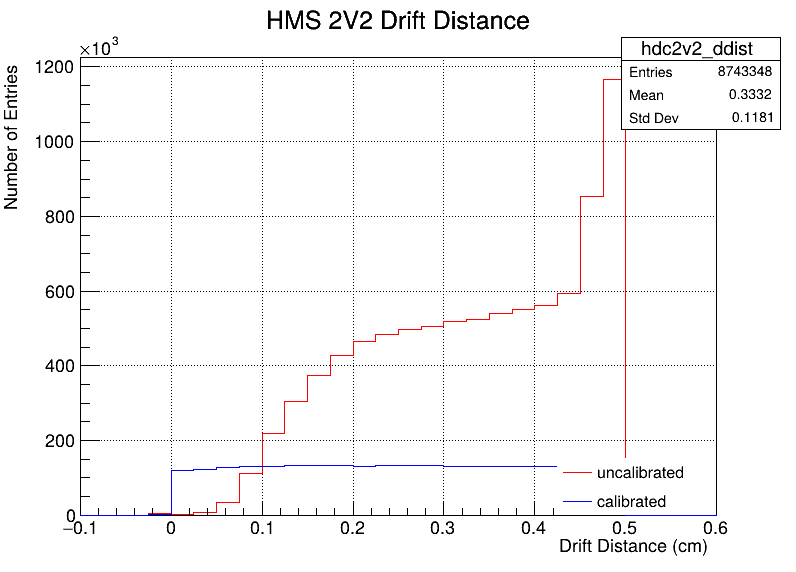 HMS 2V2 Drift Distance
×10³
hdc2v2_ddist
Entries 8743348
Mean 0.3332
Std Dev 0.1181
Number of Entries
1200
1000
800
600
400
200
0
uncalibrated
calibrated
−0.1 0 0.1 0.2 0.3 0.4 0.5 0.6
Drift Distance (cm)